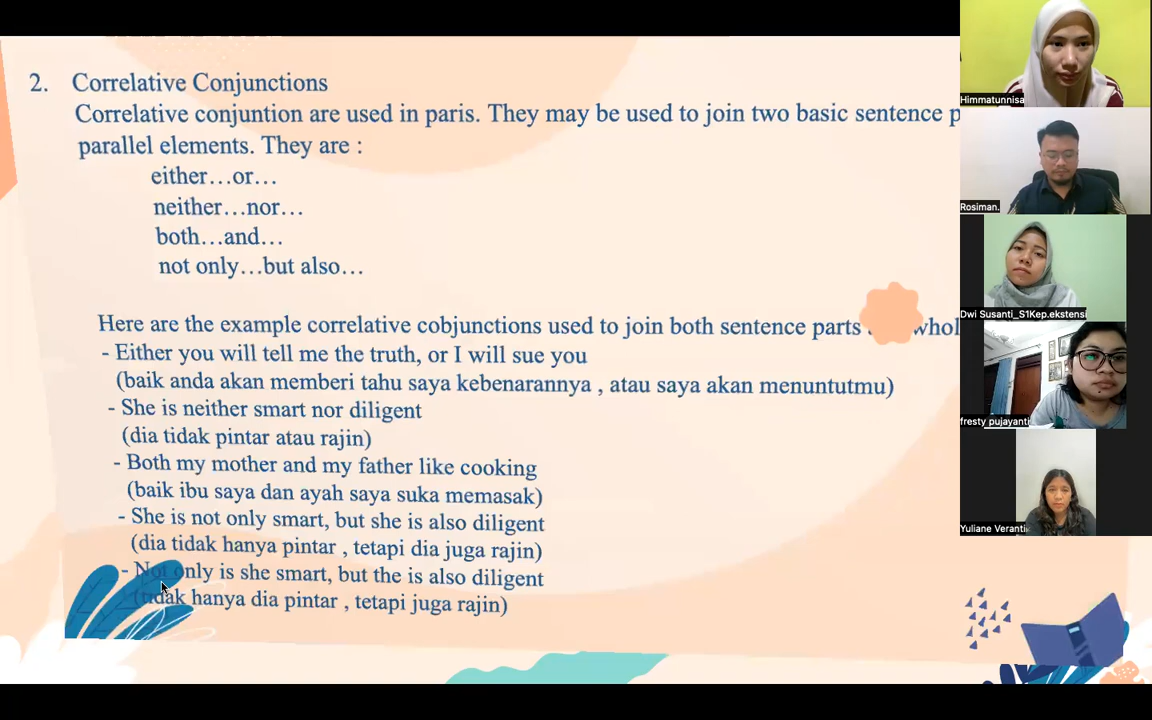 2. Correlative Conjunctions
Correlative conjuntion are used in paris. They may be used to join two basic sentence p
parallel elements. They are :
either…or…
neither…nor…
both…and…
not only…but also…
Here are the example correlative cobjunctions used to join both sentence parts whol
- Either you will tell me the truth, or I will sue you
(baik anda akan memberi tahu saya kebenarannya , atau saya akan menuntutmu)
- She is neither smart nor diligent
(dia tidak pintar atau rajin)
- Both my mother and my father like cooking
(baik ibu saya dan ayah saya suka memasak)
- She is not only smart, but she is also diligent
(dia tidak hanya pintar , tetapi dia juga rajin)
- Not only is she smart, but the is also diligent
(tidak hanya dia pintar , tetapi juga rajin)
Himmatunnisa
Rosiman.
Dwi Susanti_S1Kep.ekstensi
fresty pujayanti
Yuliane Veranti